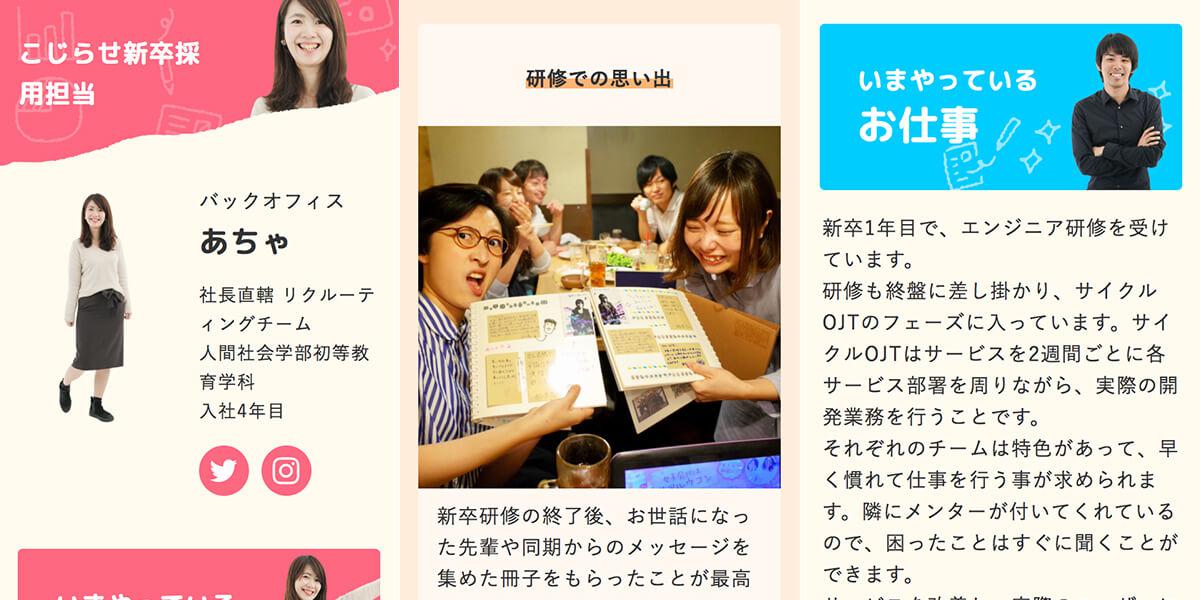 こじらせ新卒採
用担当
バックオフィス
あちゃ
社長直轄 リクルーテ
ィングチーム
人間社会学部初等教
育学科
入社4年目
いまやっている
研修での思い出
新卒研修の終了後、お世話になっ
た先輩や同期からのメッセージを
集めた冊子をもらったことが最高
いまやっている
お仕事
新卒1年目で、エンジニア研修を受け
ています。
研修も終盤に差し掛かり、サイクル
OJTのフェーズに入っています。サイ
クルOJTはサービスを2週間ごとに各
サービス部署を周りながら、実際の開
発業務を行うことです。
それぞれのチームは特色があって、早
く慣れて仕事を行う事が求められま
す。隣にメンターが付いてくれている
ので、困ったことはすぐに聞くことが
できます。